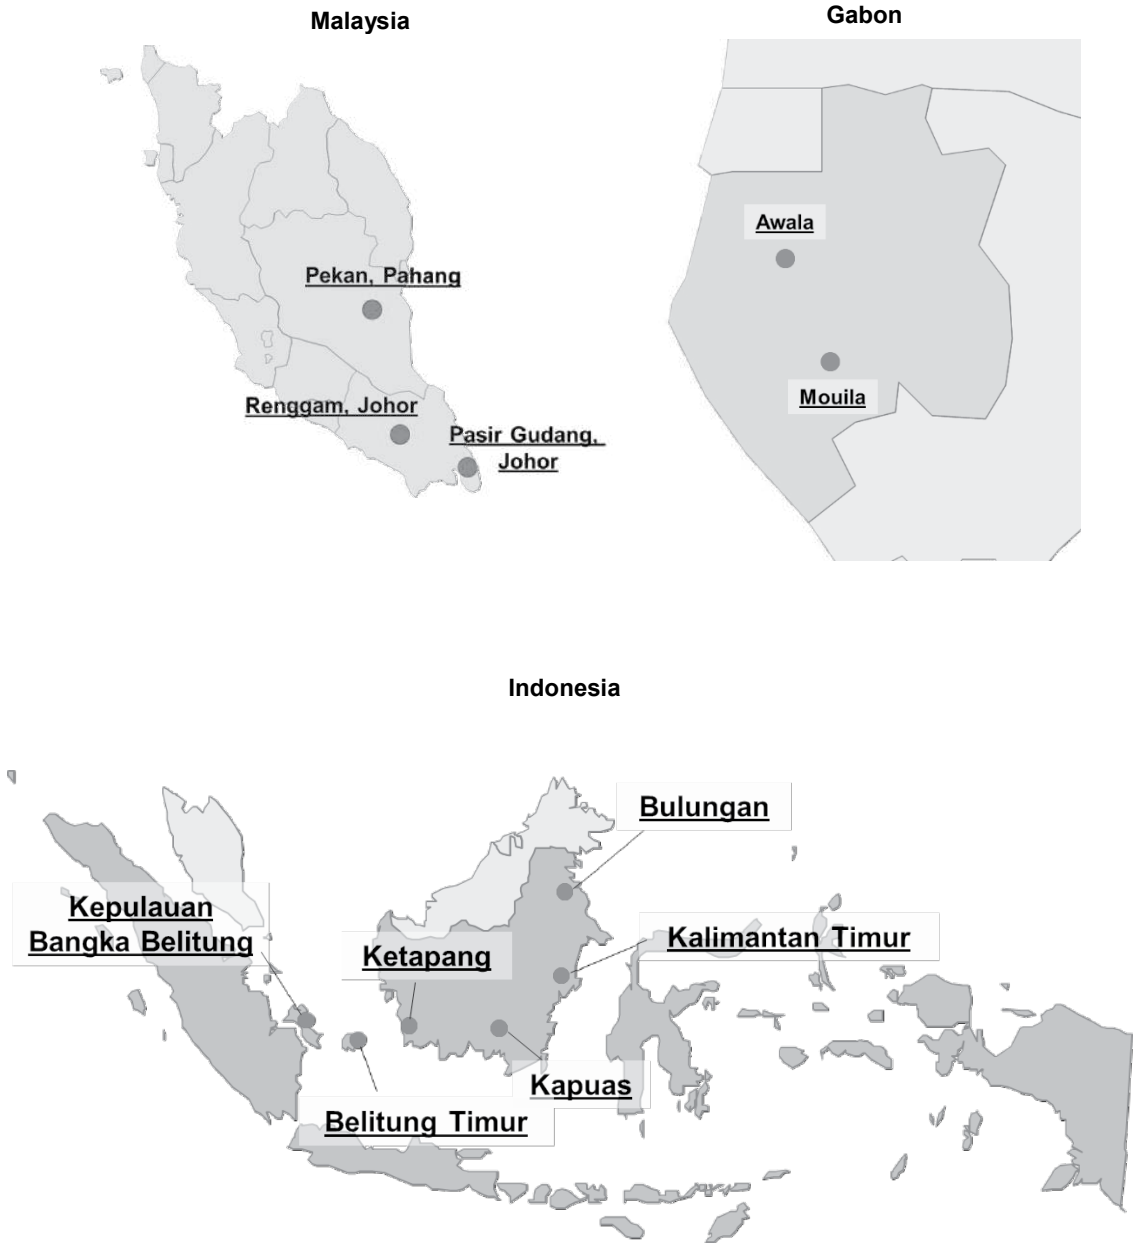 Malaysia
Gabon
Pekan, Pahang
Renggam, Johor
Pasir Gudang,
Johor
Awala
Mouila
Indonesia
Bulungan
Kepulauan
Bangka Belitung
Ketapang
Kalimantan Timur
Kapuas
Belitung Timur